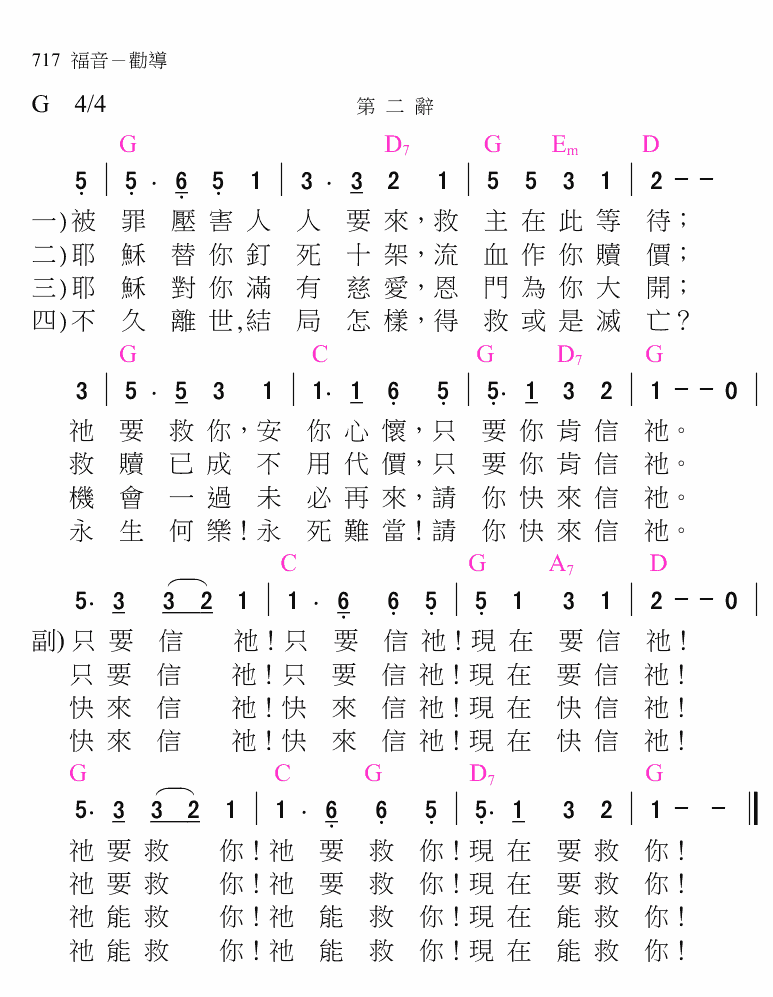 717 福音－勸導
G 4/4 第二辭
G D7 G Em D
5 | 5 · 6 5 1 | 3 · 3 2 1 | 5 5 3 1 | 2 － －
一)被罪壓害人人要來，救主在此等待；
二)耶穌替你釘死十架，流血作你贖價；
三)耶穌對你滿有慈愛，恩門為你大開；
四)不久離世,結局怎樣，得救或是滅亡？
G C G D7 G
3 | 5 · 5 3 1 | 1· 1 6 5 | 5· 1 3 2 | 1 － － 0 |
祂要救你，安你心懷，只要你肯信祂。
救贖已成不用代價，只要你肯信祂。
機會一過未必再來，請你快來信祂。
永生何樂！永死難當！請你快來信祂。
C G A7 D
5· 3 3 2 1 | 1 · 6 6 5 | 5 1 3 1 | 2 － － 0 |
副)只要信祂！只要信祂！現在要信祂！
只要信祂！只要信祂！現在要信祂！
快來信祂！快來信祂！現在快信祂！
快來信祂！快來信祂！現在快信祂！
G C G D7 G
5· 3 3 2 1 | 1 · 6 6 5 | 5· 1 3 2 | 1 － － ‖
祂要救你！祂要救你！現在要救你！
祂要救你！祂要救你！現在要救你！
祂能救你！祂能救你！現在能救你！
祂能救你！祂能救你！現在能救你！